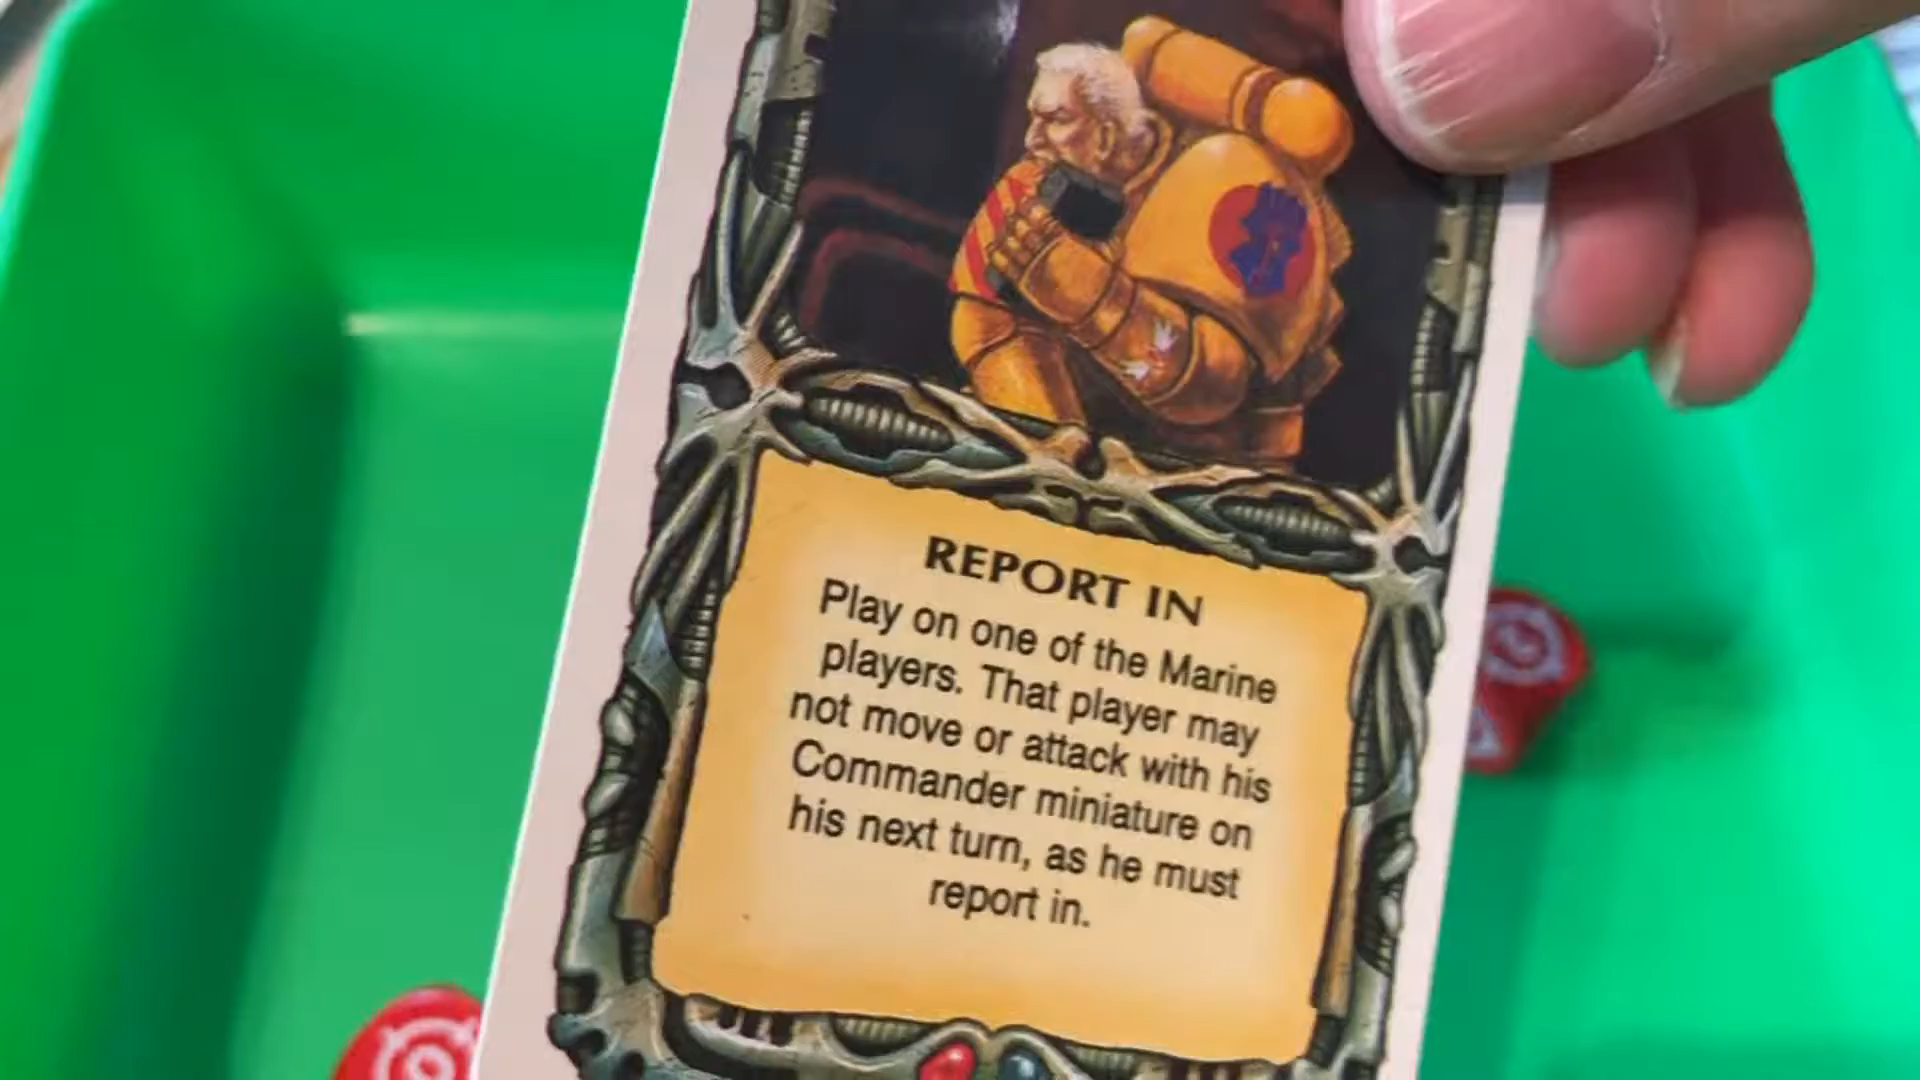 REPORT IN
Play on one of the Marine
players. That player may
not move or attack with his
Commander miniature on
his next turn, as he must
report in.